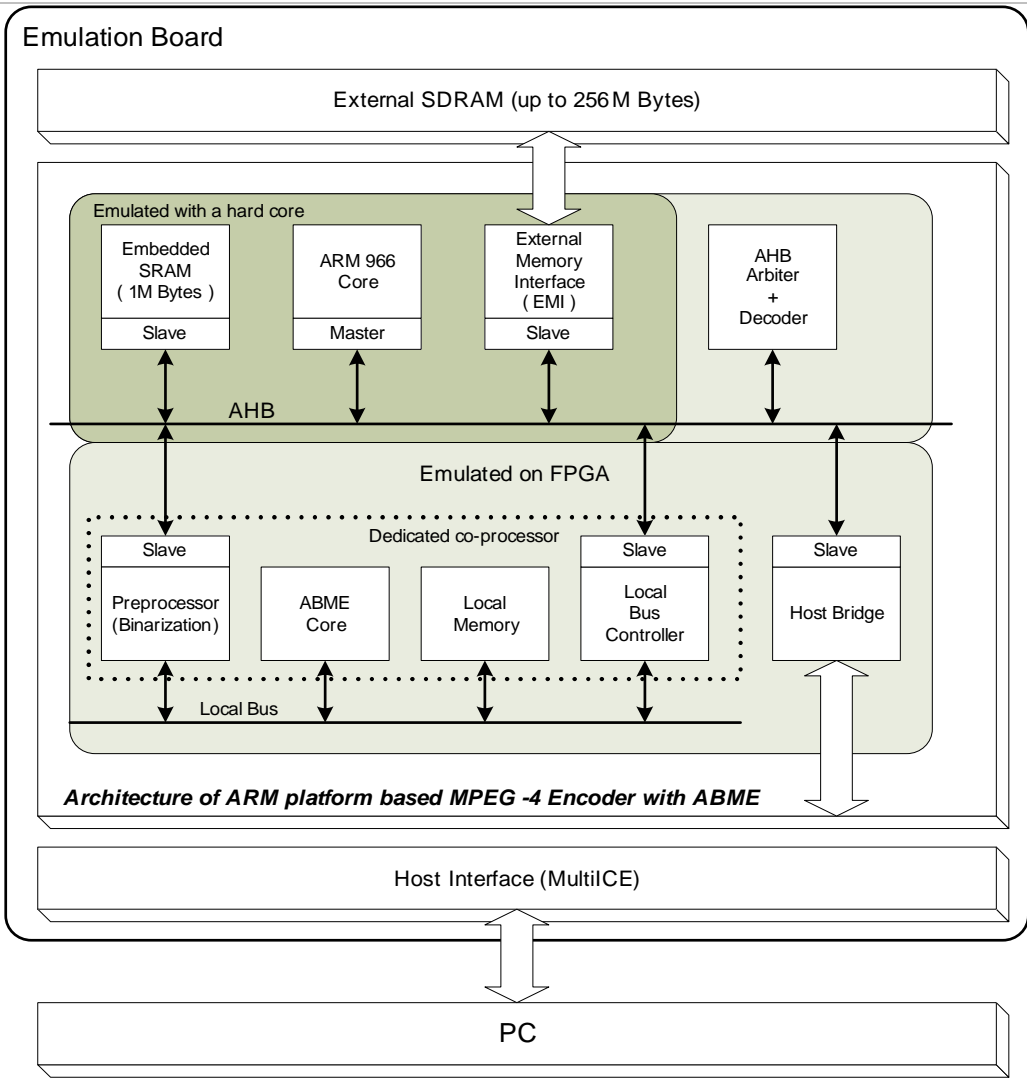 Emulation Board
External SDRAM (up to 256M Bytes)
Emulated with a hard core
Embedded
SRAM
( 1M Bytes )
Slave
ARM 966
Core
Master
External
Memory
Interface
( EMI )
Slave
AHB
Arbiter
+
Decoder
AHB
Emulated on FPGA
Dedicated co-processor
Slave
Preprocessor
(Binarization)
ABME
Core
Local
Memory
Slave
Local
Bus
Controller
Slave
Host Bridge
Local Bus
Architecture of ARM platform based MPEG -4 Encoder with ABME
Host Interface (MultiICE)
PC